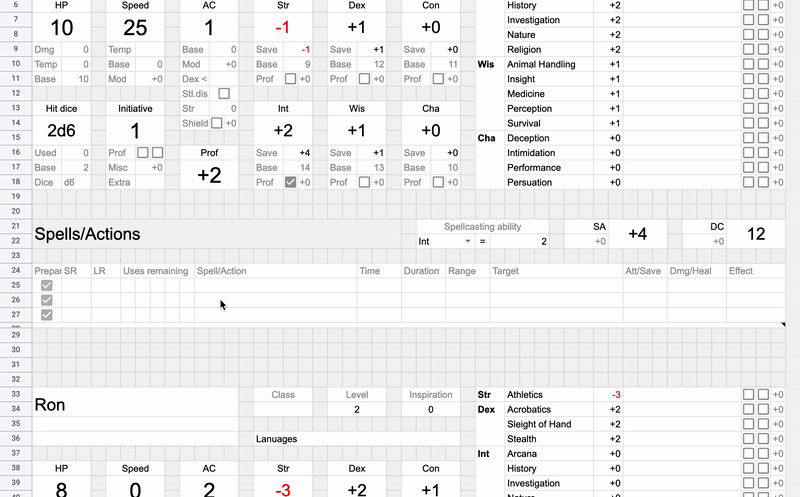 6 HP Speed AC Str Dex Con History +2
7 10 25 1 -1 +1 +0 Investigation +2 +0
8 Nature +2 +0
9 Dmg 0 Temp Base 0 Save -1 Save +1 Save +0 Religion +2 +0
10 Temp 0 Base 0 Mod +0 Base 9 Base 12 Base 11 Wis Animal Handling +1 +0
11 Base 10 Mod +0 Dex < Prof +0 Prof +0 Prof +0 Insight +1 +0
12 Stl.dis Medicine +1 +0
13 Hit dice Initiative Str 0 Int Wis Cha Perception +1 +0
14 2d6 1 Shield +0 +2 +1 +0 Survival +1 +0
15 Cha Deception +0 +0
16 Used 0 Prof Prof Save +4 Save +1 Save +0 Intimidation +0 +0
17 Base 2 Misc +0 +2 Base 14 Base 13 Base 10 Performance +0 +0
18 Dice d6 Extra Prof +0 Prof +0 Prof +0 Persuation +0 +0
19
20
21 Spells/Actions Spellcasting ability SA +4 DC 12
22 Int = 2 +0 +0
23
24 Prepar SR LR Uses remaining Spell/Action Time Duration Range Target Att/Save Dmg/Heal Effect
25
26
27
29
30
31
32
33 Ron Class Level Inspiration Str Athletics -3 +0
34 2 0 Dex Acrobatics +2 +0
35 Sleight of Hand +2 +0
36 Lanuages Stealth +2 +0
37 Int Arcana +0 +0
38 HP Speed AC Str Dex Con History +0 +0
39 8 0 2 -3 +2 +1 Investigation +0 +0